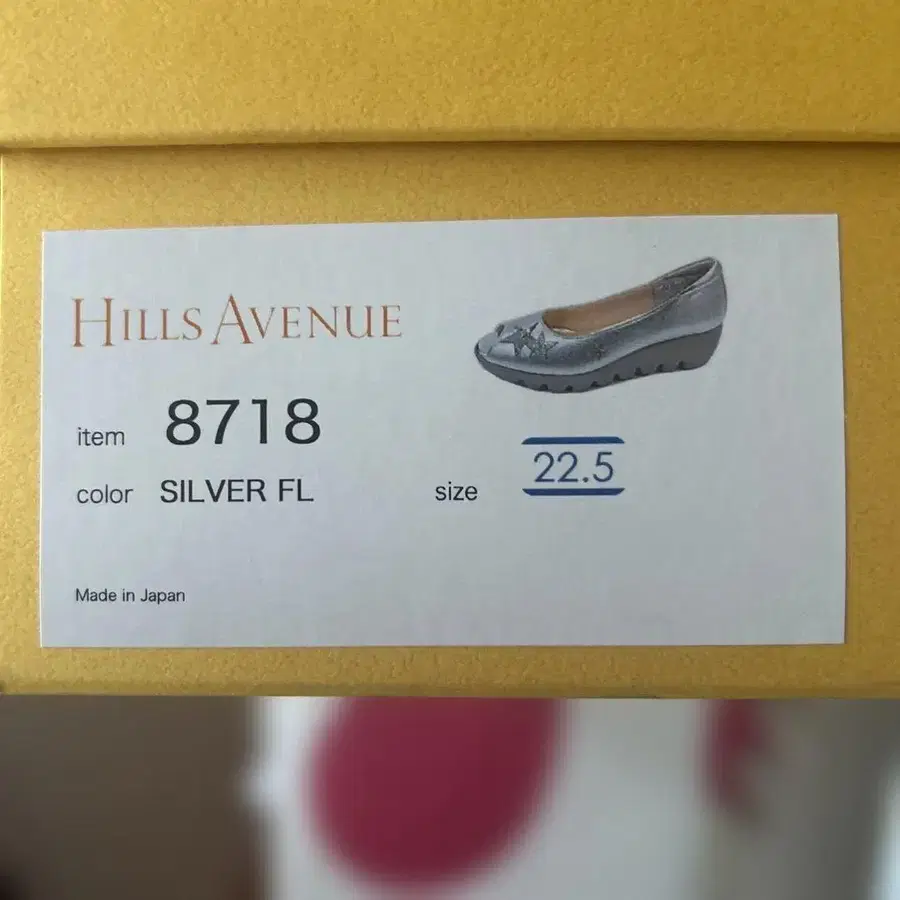 HILLS AVENUE
item 8718
color SILVER FL
size 22.5
Made in Japan